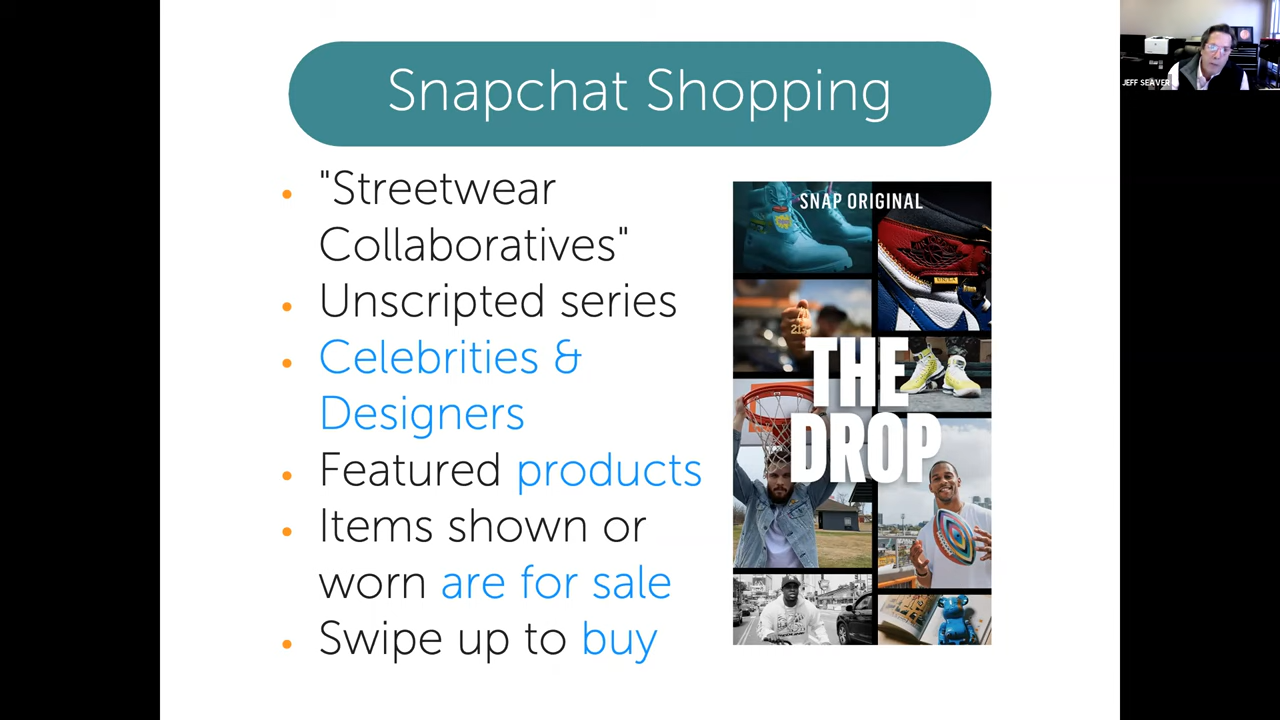 Snapchat Shopping
JEFF SEAVER
• "Streetwear
Collaboratives"
• Unscripted series
• Celebrities &
Designers
• Featured products
• Items shown or
worn are for sale
• Swipe up to buy
SNAP ORIGINAL
THE
DROP